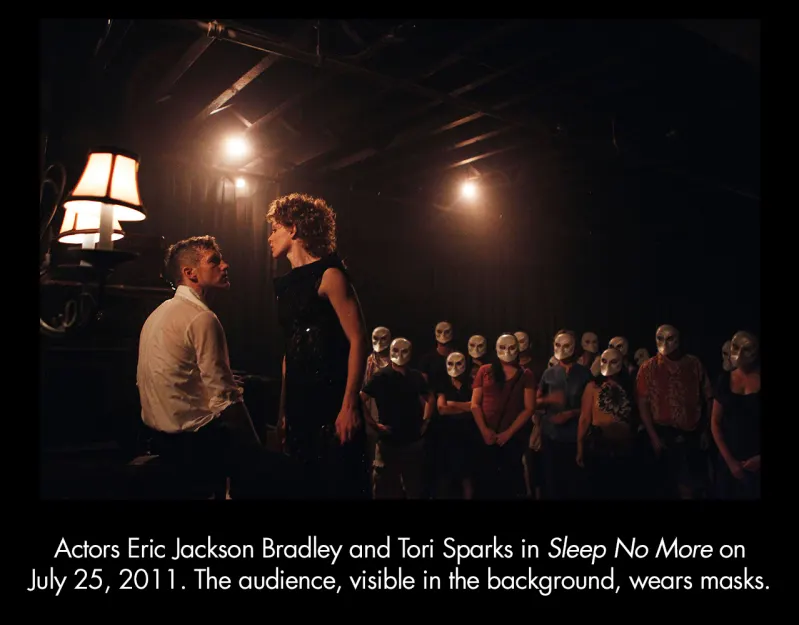 Actors Eric Jackson Bradley and Tori Sparks in Sleep No More on
July 25, 2011. The audience, visible in the background, wears masks.